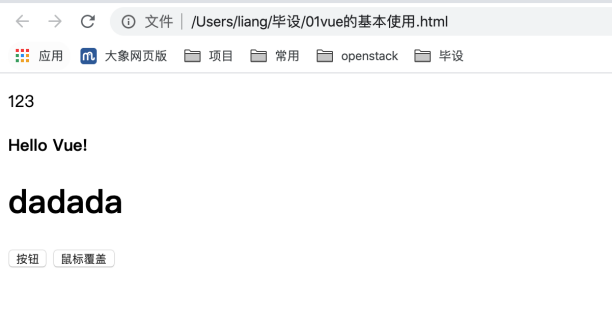 文件 | /Users/liang/毕设/01vue的基本使用.html
应用 m 大象网页版 项目 常用 openstack 毕设
123
Hello Vue!
dadada
按钮 鼠标覆盖